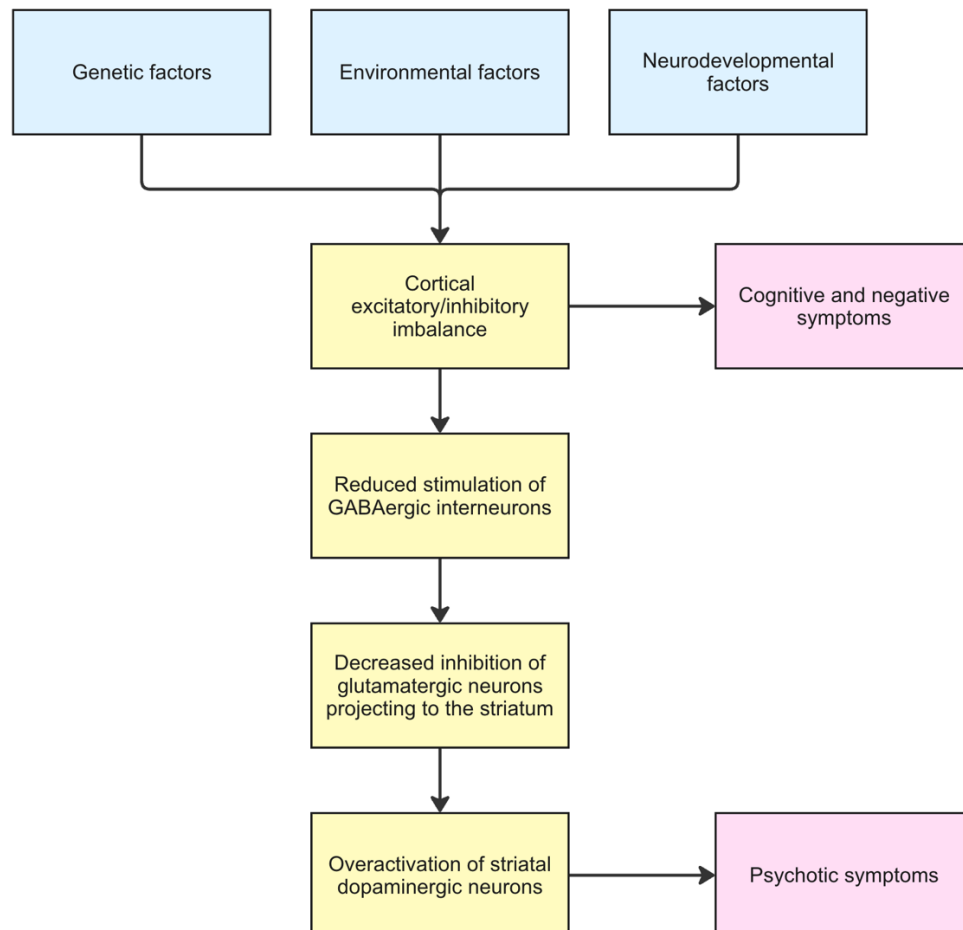 Genetic factors
Environmental factors
Neurodevelopmental
factors
Cortical
excitatory/inhibitory
imbalance
Cognitive and negative
symptoms
Reduced stimulation of
GABAergic interneurons
Decreased inhibition of
glutamatergic neurons
projecting to the striatum
Overactivation of striatal
dopaminergic neurons
Psychotic symptoms